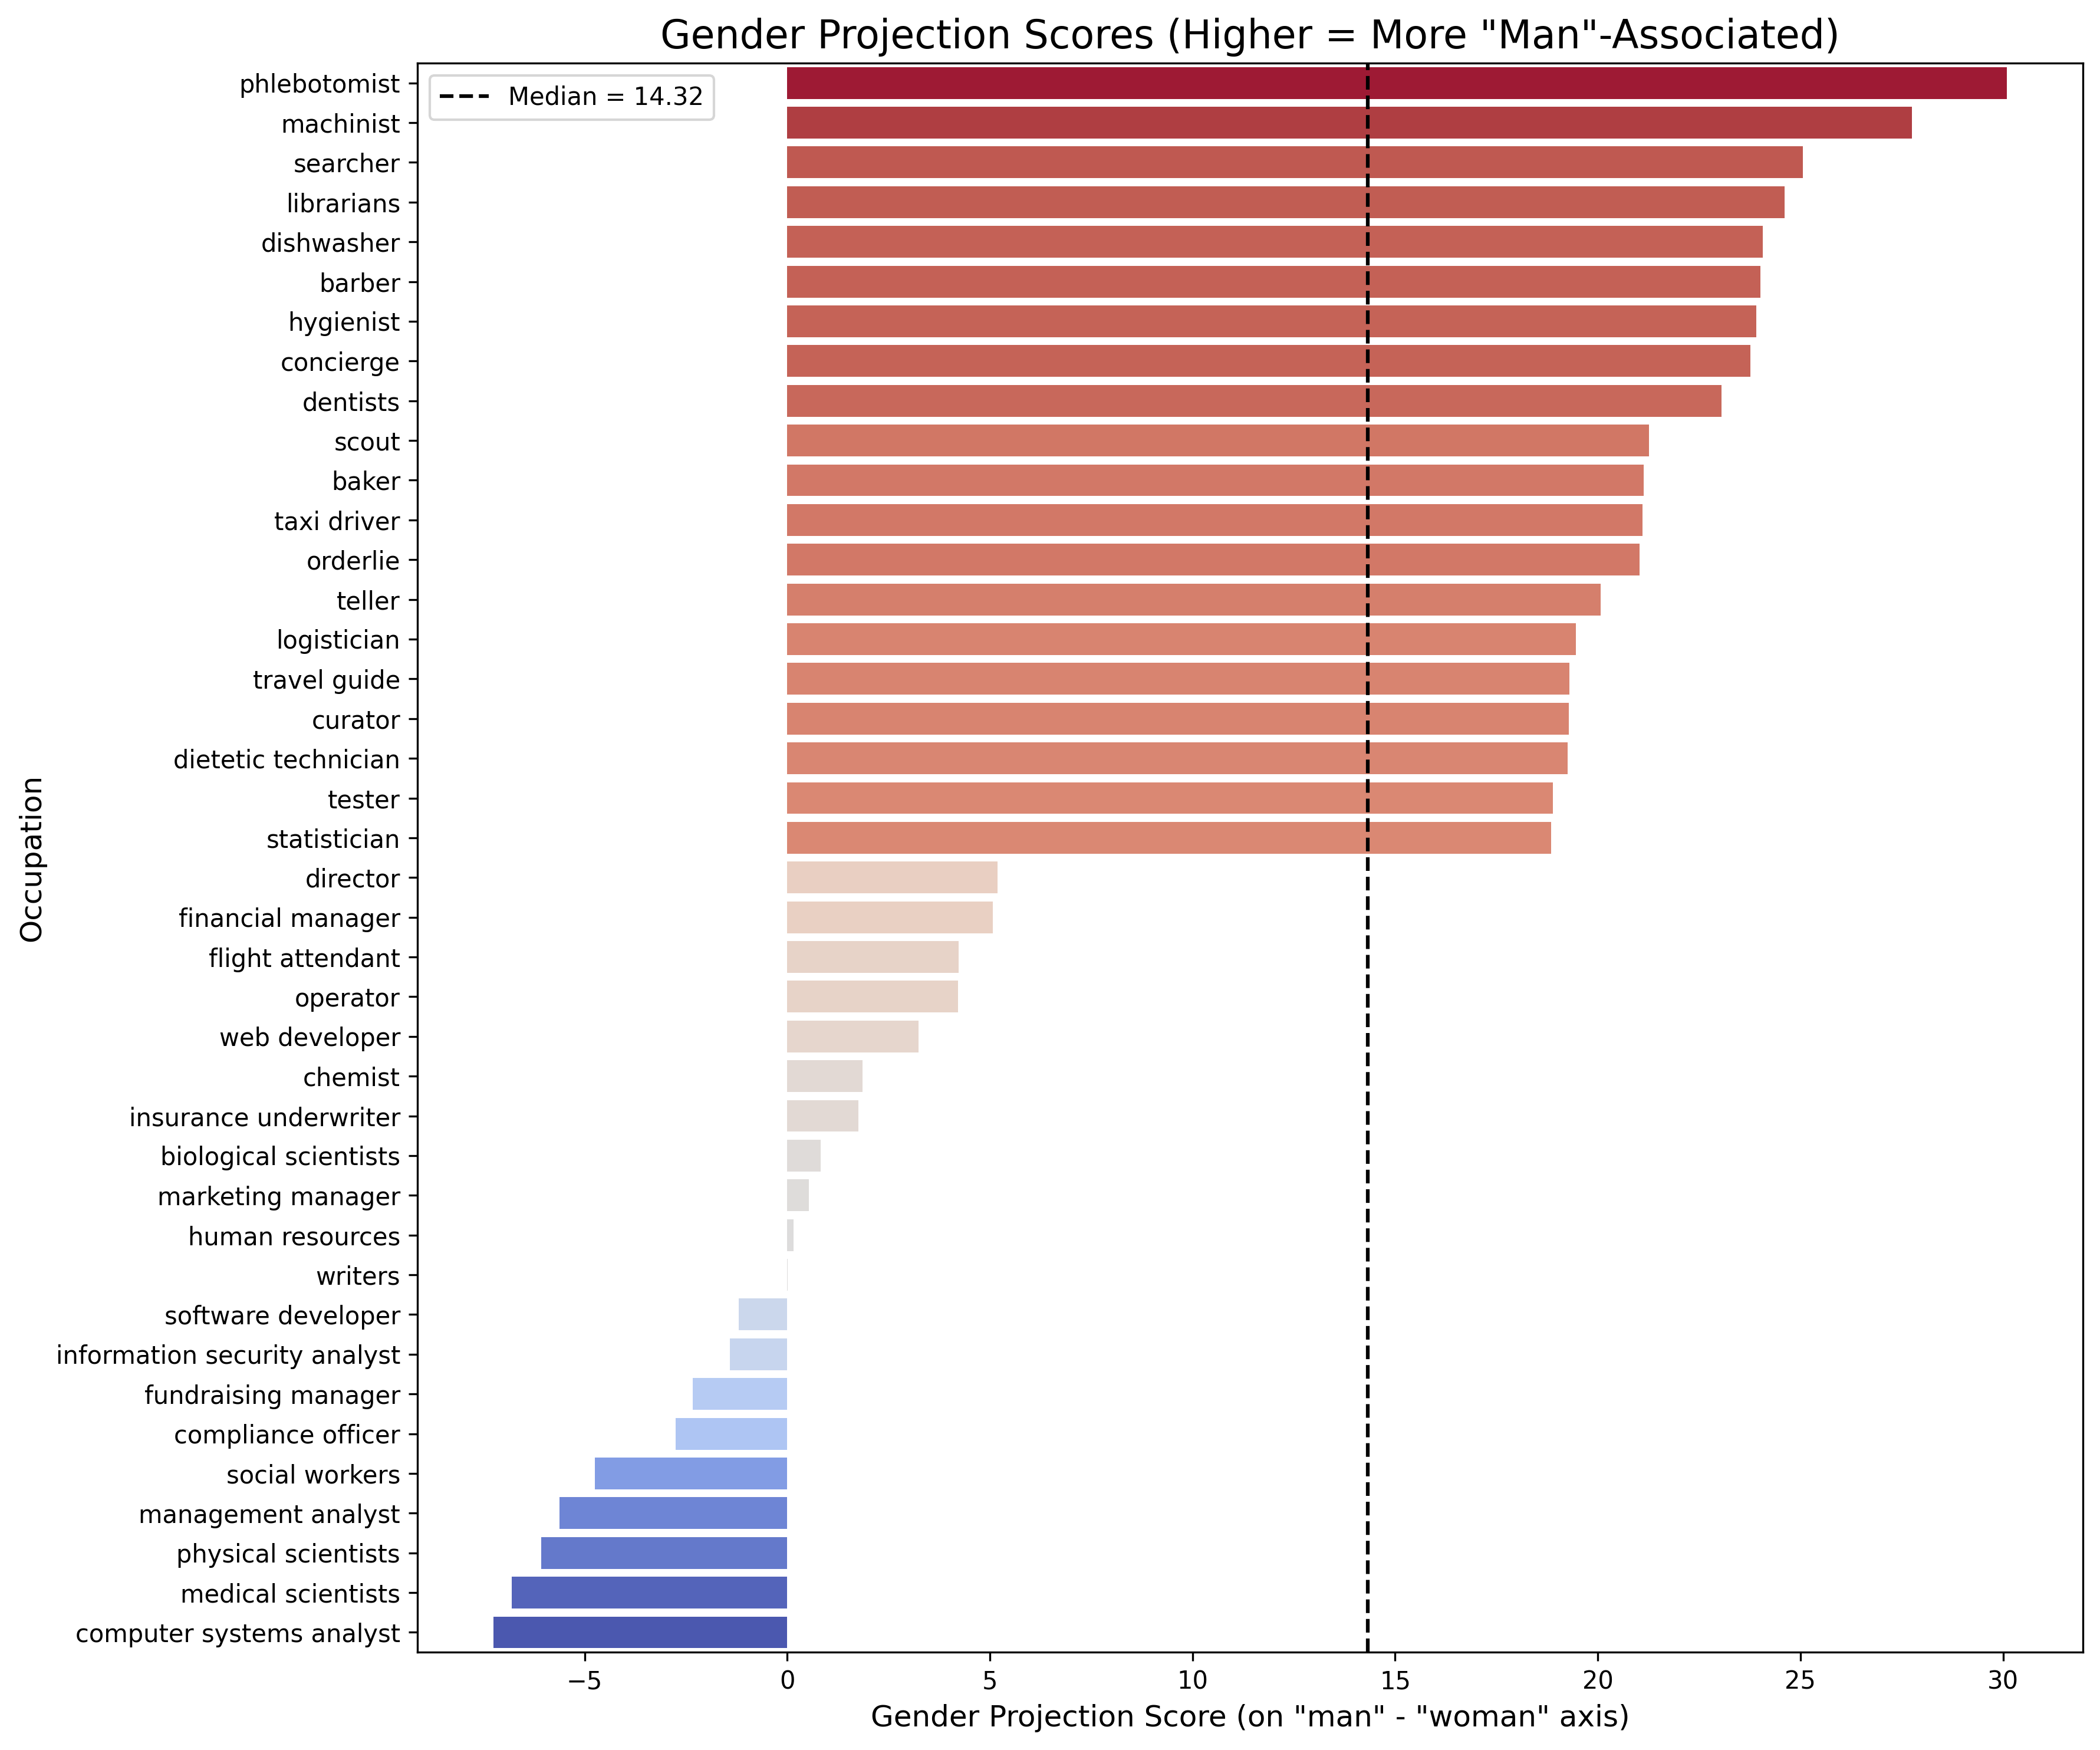 Gender Projection Scores (Higher = More "Man"-Associated)
Median = 14.32
Occupation
phlebotomist
machinist
searcher
librarians
dishwasher
barber
hygienist
concierge
dentists
scout
baker
taxi driver
orderlie
teller
logistician
travel guide
curator
dietetic technician
tester
statistician
director
financial manager
flight attendant
operator
web developer
chemist
insurance underwriter
biological scientists
marketing manager
human resources
writers
software developer
information security analyst
fundraising manager
compliance officer
social workers
management analyst
physical scientists
medical scientists
computer systems analyst
−5 0 5 10 15 20 25 30
Gender Projection Score (on "man" - "woman" axis)